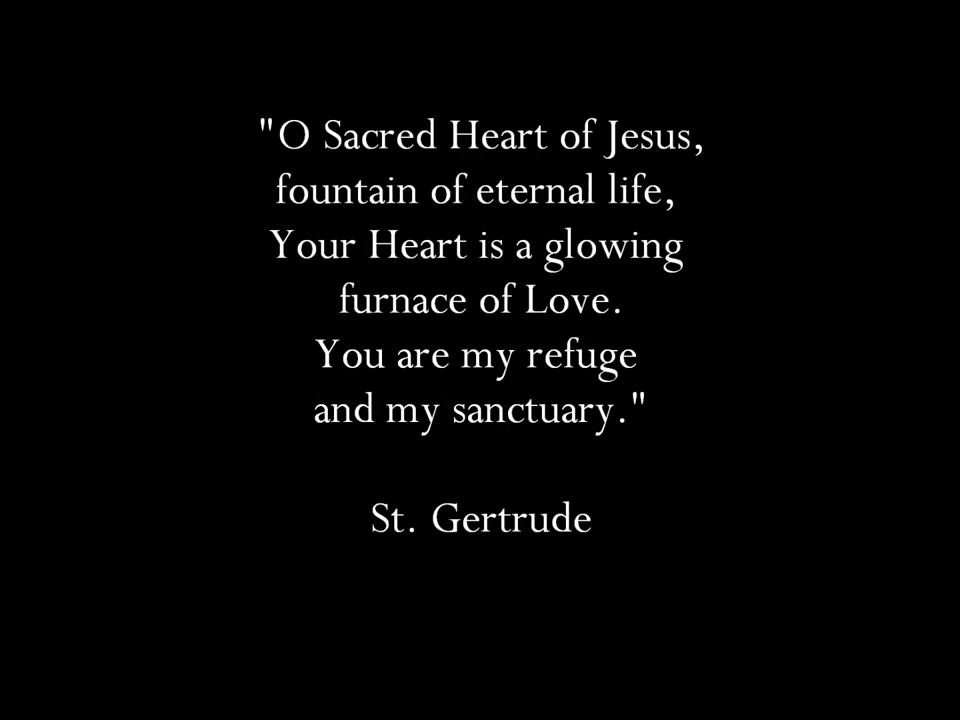 "O Sacred Heart of Jesus,
fountain of eternal life,
Your Heart is a glowing
furnace of Love.
You are my refuge
and my sanctuary."
St. Gertrude